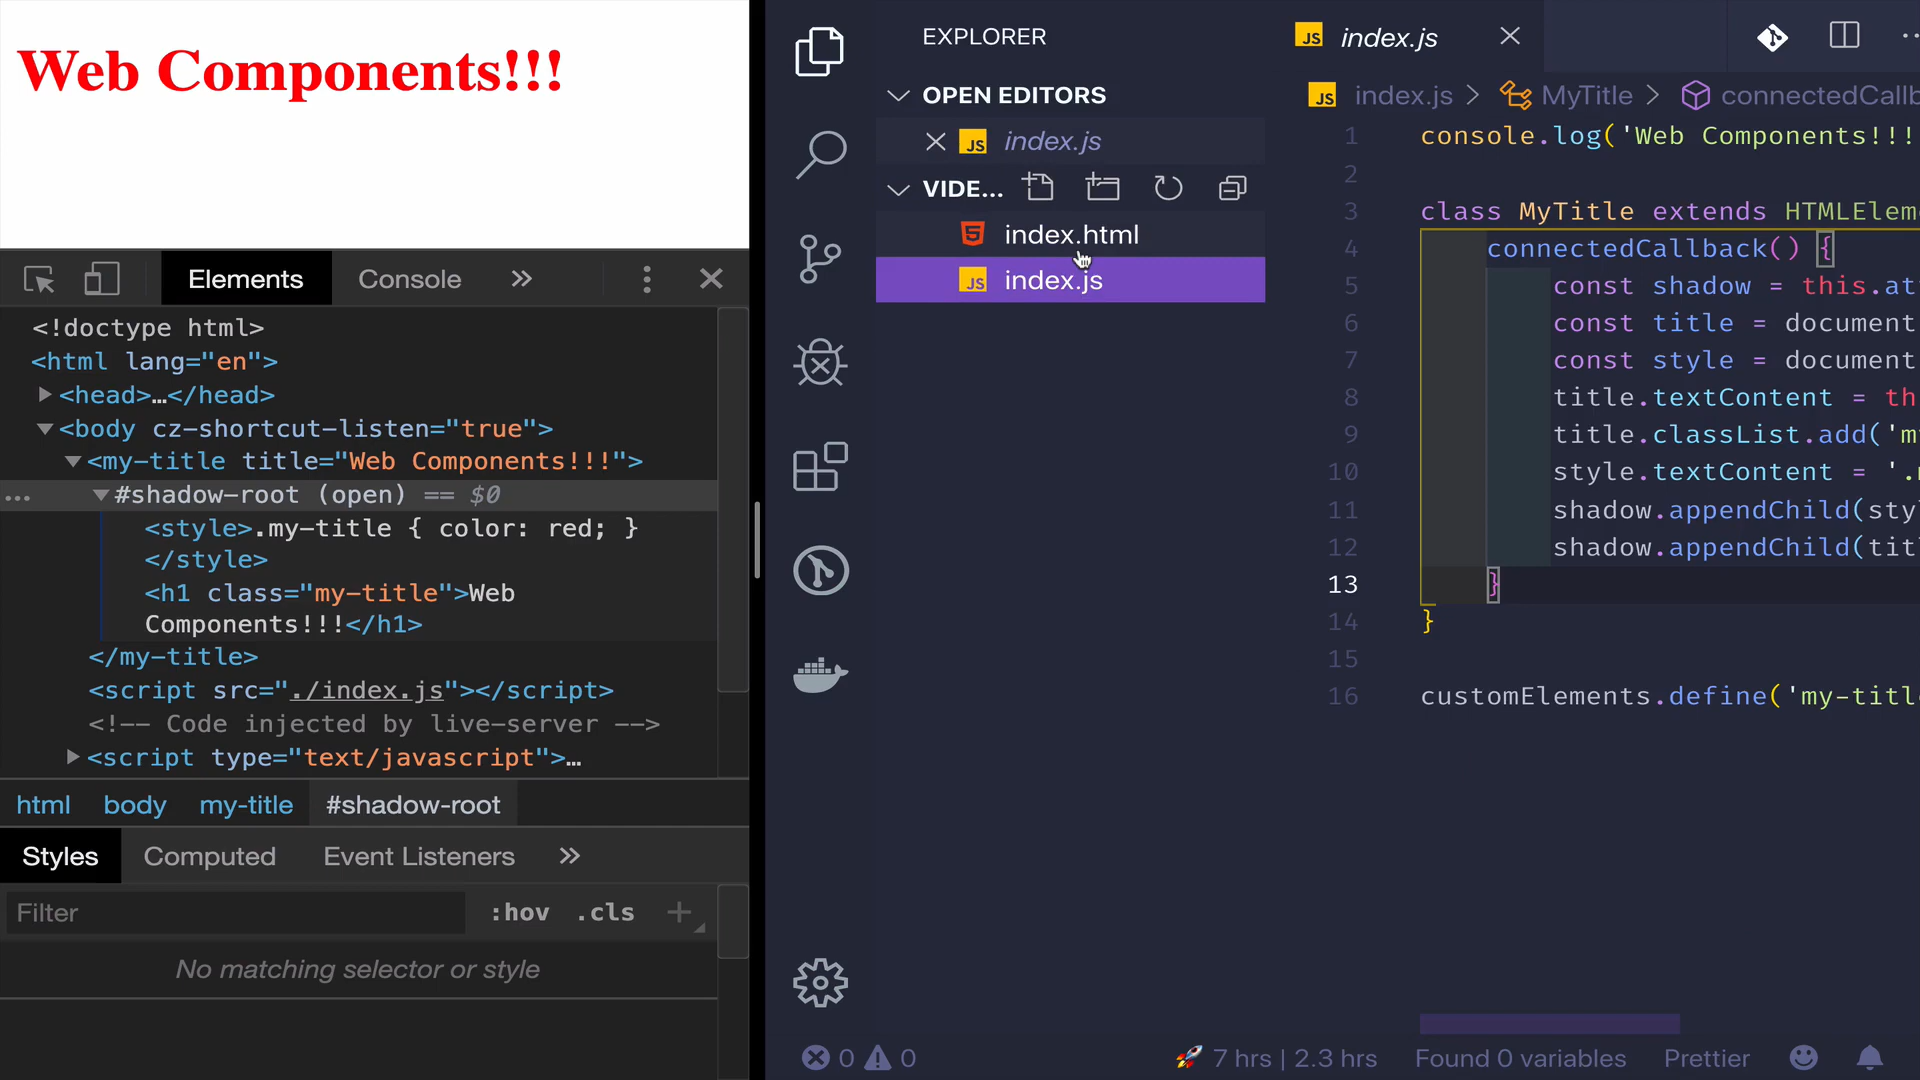 Web Components!!!
Elements
Console
<!doctype html>
<html lang="en">
<head>…</head>
<body cz-shortcut-listen="true">
<my-title title="Web Components!!!">
… #shadow-root (open) == $0
<style>.my-title { color: red; }
</style>
<h1 class="my-title">Web
Components!!!</h1>
</my-title>
<script src="./index.js"></script>
<!-- Code injected by live-server -->
<script type="text/javascript">…
html body my-title #shadow-root
Styles Computed Event Listeners
Filter :hov .cls
No matching selector or style
EXPLORER
OPEN EDITORS
JS index.js
VIDE...
index.html
JS index.js
JS index.js
JS index.js > MyTitle > connectedCallb
1 console.log('Web Components!!!
2
3 class MyTitle extends HTMLElem
4 connectedCallback() {
5 const shadow = this.at
6 const title = document
7 const style = document
8 title.textContent = th
9 title.classList.add('m
10 style.textContent = '.
11 shadow.appendChild(sty
12 shadow.appendChild(tit
13 }
14 }
15
16 customElements.define('my-titl
0 0
7 hrs | 2.3 hrs Found 0 variables Prettier